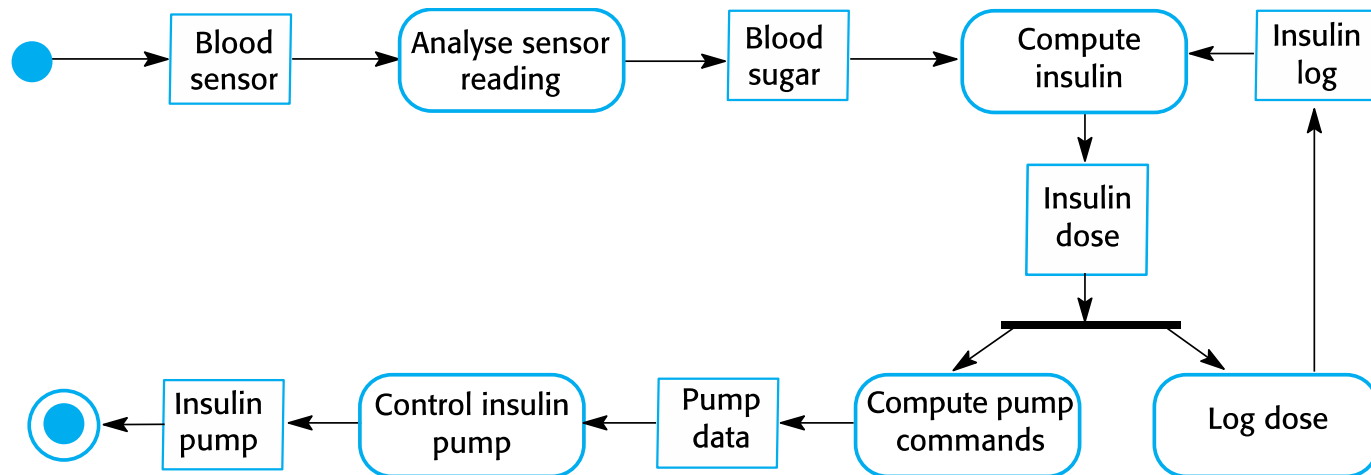 Blood
sensor
Analyse sensor
reading
Blood
sugar
Compute
insulin
Insulin
log
Insulin
dose
Insulin
pump
Control insulin
pump
Pump
data
Compute pump
commands
Log dose